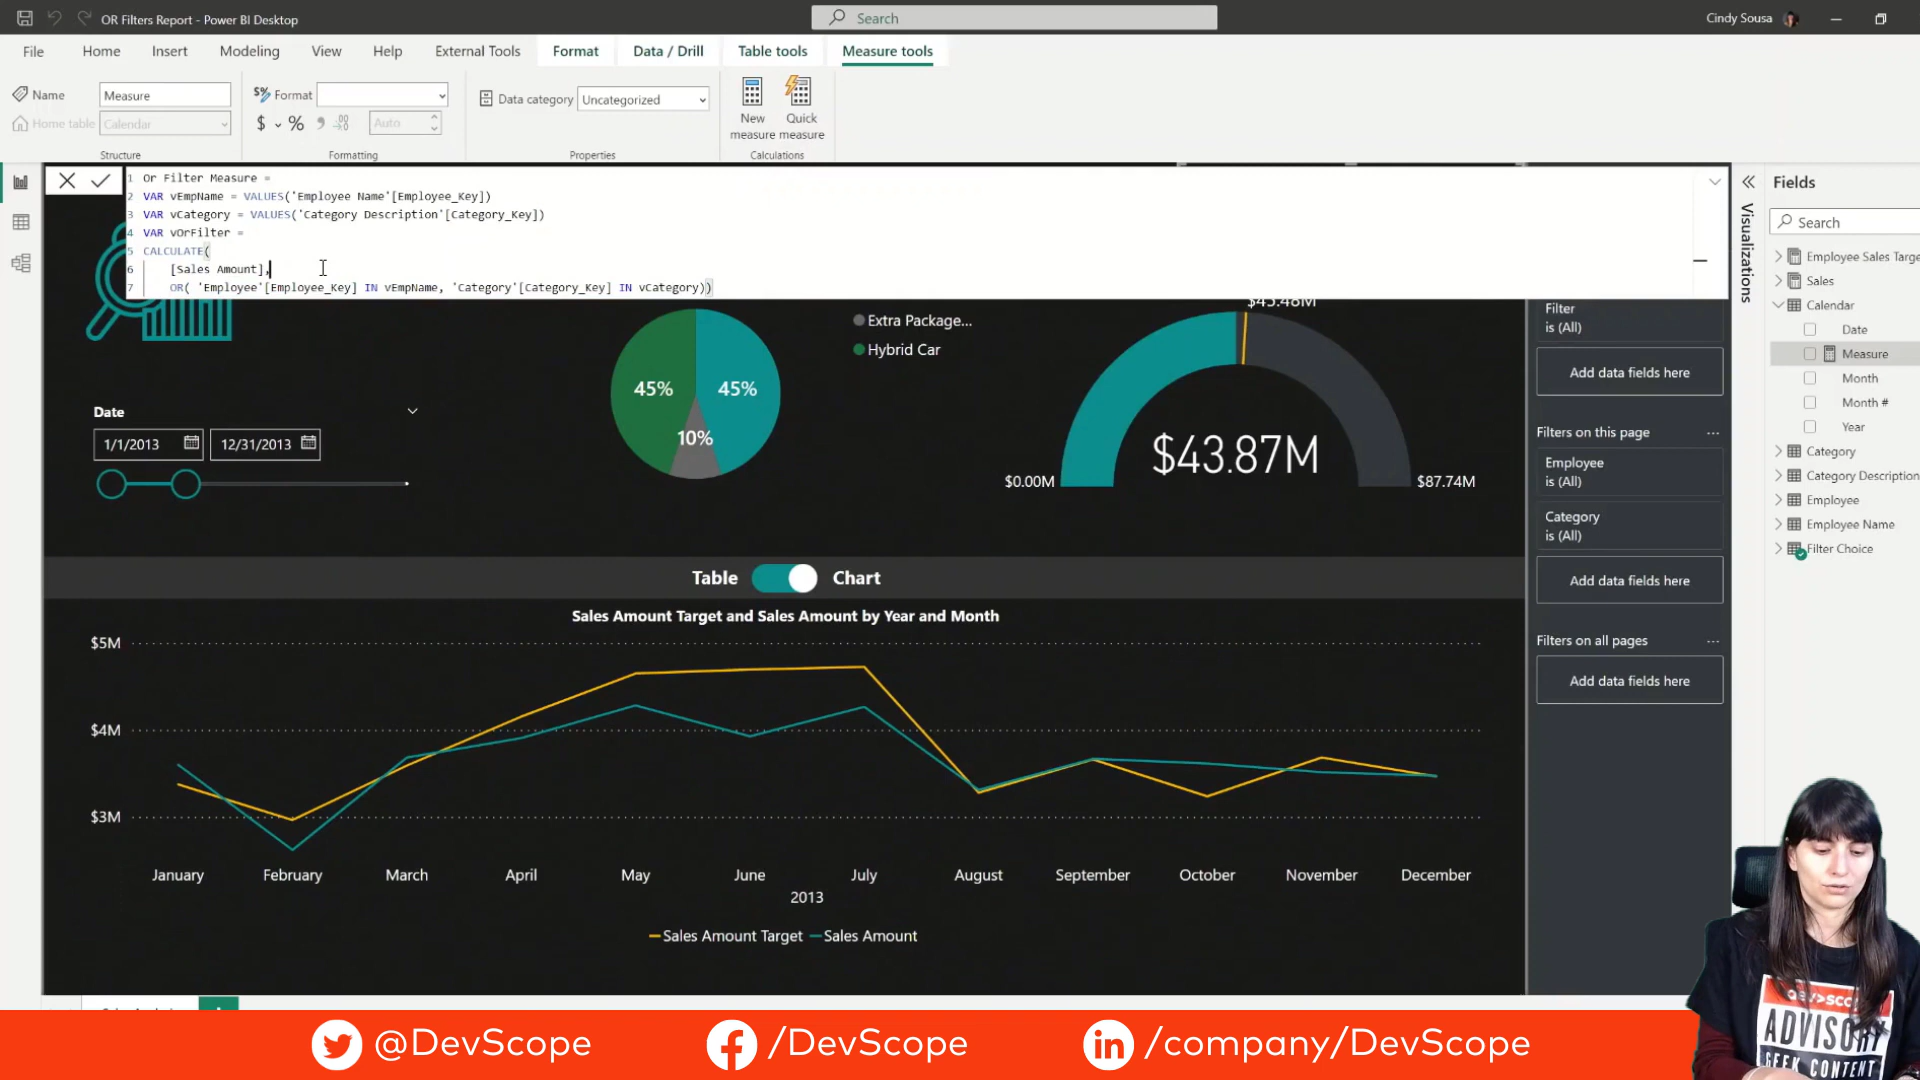 OR Filters Report - Power BI Desktop
Search
Cindy Sousa
File
Home
Insert
Modeling
View
Help
External Tools
Format
Data / Drill
Table tools
Measure tools
Name
Measure
Home table
Calendar
Structure
Format
$ % 9
Auto
Formatting
Data category
Uncategorized
Properties
New
measure
Quick
measure
Calculations
1 Or Filter Measure =
2 VAR vEmpName = VALUES('Employee Name'[Employee_Key])
3 VAR vCategory = VALUES('Category Description'[Category_Key])
4 VAR vOrFilter =
5 CALCULATE(
6 [Sales Amount],
7 OR( 'Employee'[Employee_Key] IN vEmpName, 'Category'[Category_Key] IN vCategory))
Date
1/1/2013
12/31/2013
45%
45%
10%
Extra Package...
Hybrid Car
$45.48M
$43.87M
$0.00M
$87.74M
Table
Chart
Sales Amount Target and Sales Amount by Year and Month
$5M
$4M
$3M
January
February
March
April
May
June
July
August
September
October
November
December
2013
Sales Amount Target
Sales Amount
Filter
is (All)
Add data fields here
Filters on this page
...
Employee
is (All)
Category
is (All)
Add data fields here
Filters on all pages
...
Add data fields here
Visualizations
Fields
Search
Employee Sales Targe
Sales
Calendar
Date
Measure
Month
Month #
Year
Category
Category Description
Employee
Employee Name
Filter Choice
DEV>SCOPE
ADVISORY
GEEK CONTENT
@DevScope
/DevScope
/company/DevScope